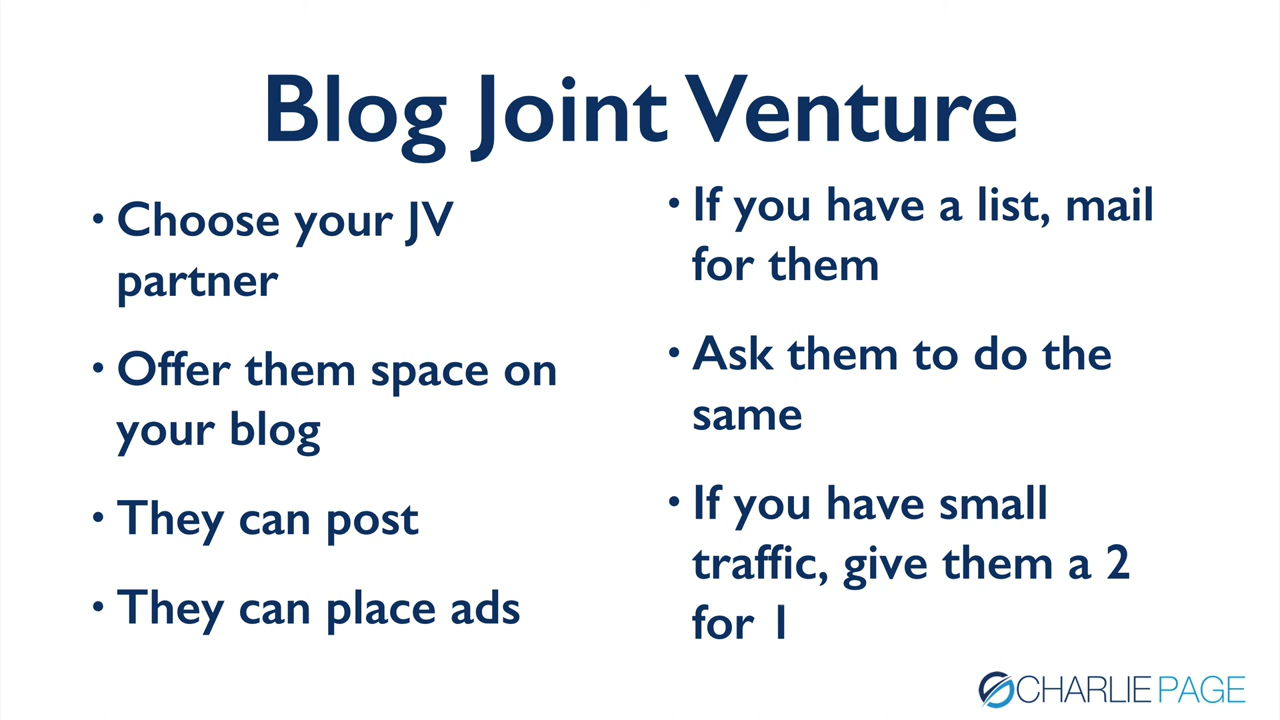 Blog Joint Venture
• Choose your JV
partner
• Offer them space on
your blog
• They can post
• They can place ads
• If you have a list, mail
for them
• Ask them to do the
same
• If you have small
traffic, give them a 2
for 1
CHARLIE PAGE